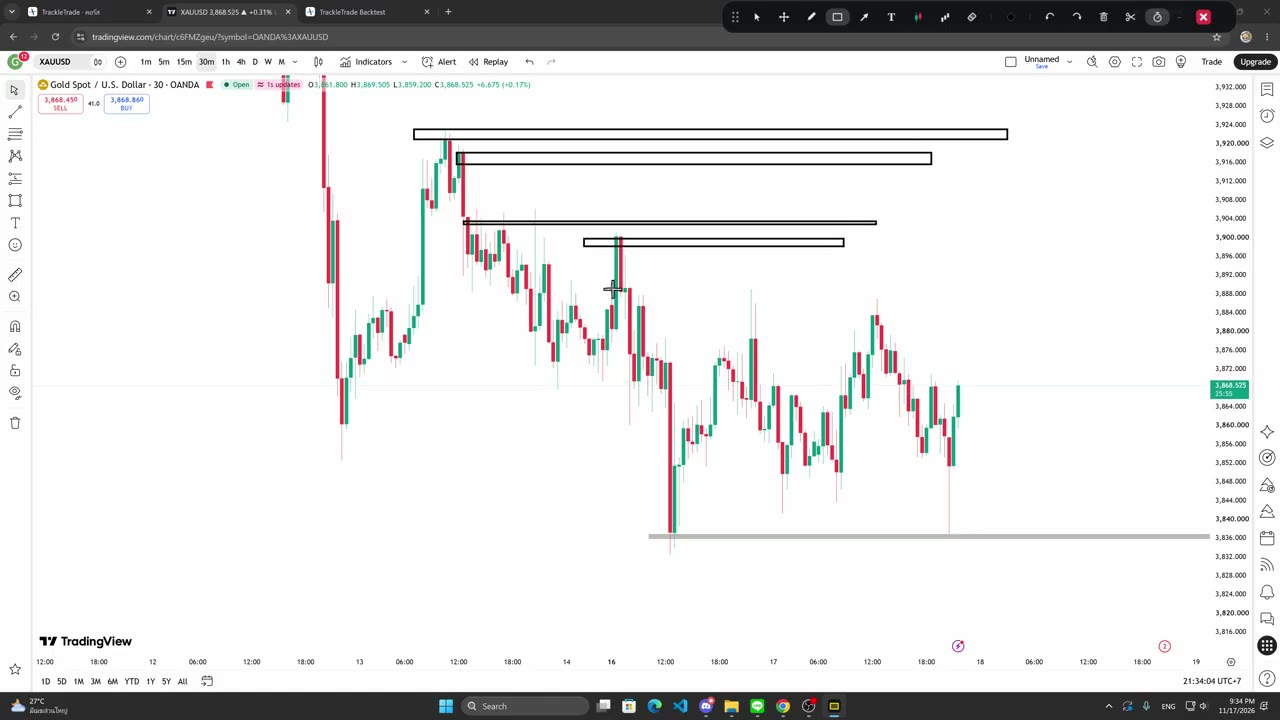 TrackleTrade - คอร์ส
XAUUSD 3,868.525 ▲ +0.31%
TrackleTrade Backtest
tradingview.com/chart/c6FMZgeu/?symbol=OANDA%3AXAUUSD
12
XAUUSD
1m 5m 15m 30m 1h 4h D W M
Indicators
Alert
Replay
Unnamed
Save
Trade
Upgrade
Gold Spot / U.S. Dollar · 30 · OANDA
Open
1s updates
O3,861.800 H3,869.505 L3,859.200 C3,868.525 +6.675 (+0.17%)
3,868.450
SELL
41.0
3,868.860
BUY
3,932.000
3,928.000
3,924.000
3,920.000
3,916.000
3,912.000
3,908.000
3,904.000
3,900.000
3,896.000
3,892.000
3,888.000
3,884.000
3,880.000
3,876.000
3,872.000
3,868.525
25:55
3,864.000
3,860.000
3,856.000
3,852.000
3,848.000
3,844.000
3,840.000
3,836.000
3,832.000
3,828.000
3,824.000
3,820.000
3,816.000
TradingView
2
12:00 18:00 12 06:00 12:00 18:00 13 06:00 12:00 18:00 14 16 12:00 18:00 17 06:00 12:00 18:00 18 06:00 12:00 18:00 19
1D 5D 1M 3M 6M YTD 1Y 5Y All
21:34:04 UTC+7
27°C
Search
ENG
9:34 PM
11/17/2026